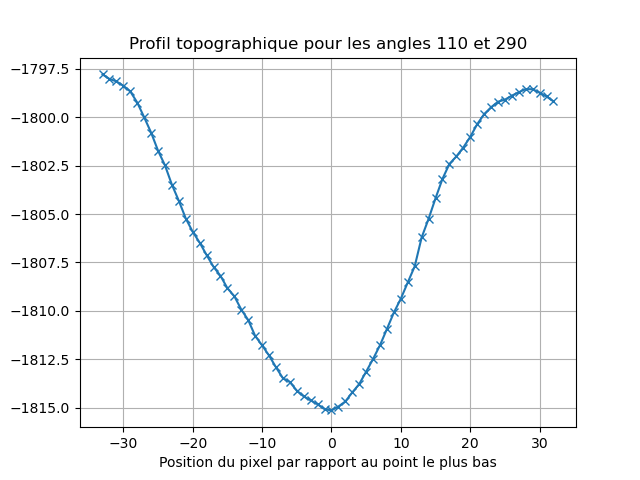 Profil topographique pour les angles 110 et 290
−1797.5
−1800.0
−1802.5
−1805.0
−1807.5
−1810.0
−1812.5
−1815.0
−30 −20 −10 0 10 20 30
Position du pixel par rapport au point le plus bas